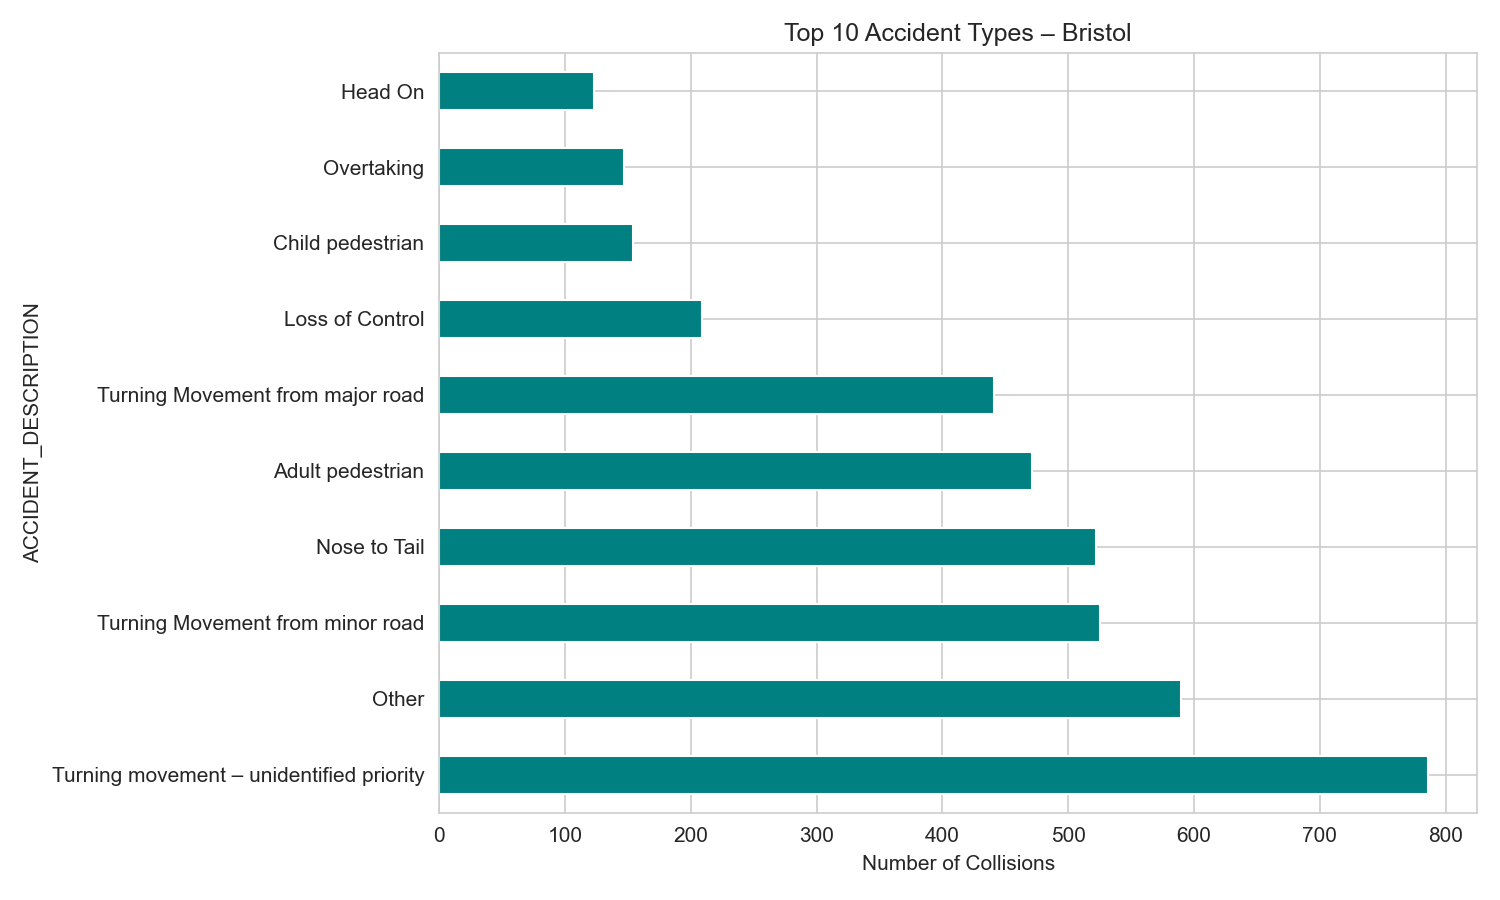 Top 10 Accident Types – Bristol
Head On
Overtaking
Child pedestrian
Loss of Control
Turning Movement from major road
Adult pedestrian
Nose to Tail
Turning Movement from minor road
Other
Turning movement – unidentified priority
ACCIDENT_DESCRIPTION
0 100 200 300 400 500 600 700 800
Number of Collisions